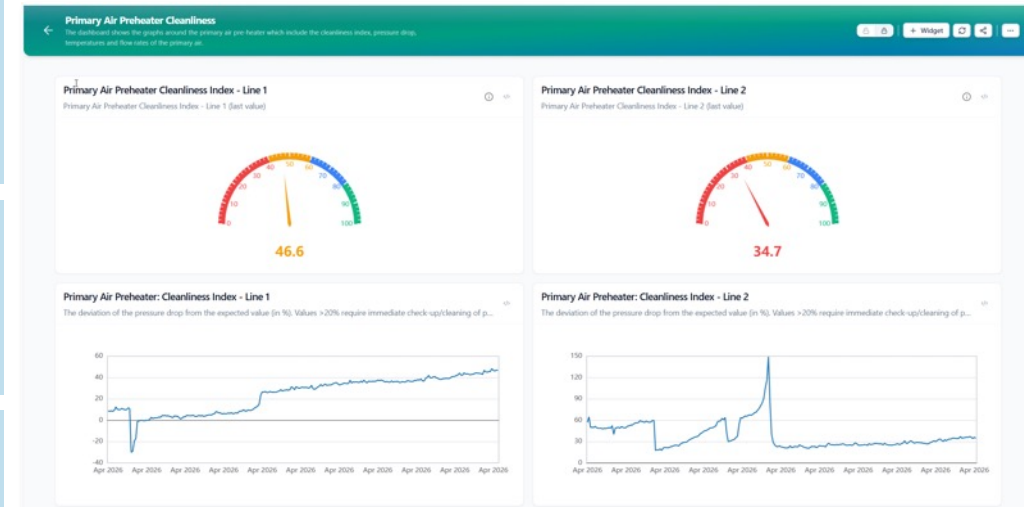 Primary Air Preheater Cleanliness
The dashboard shows the graphs around the primary air pre-heater which include the cleanliness index, pressure drop,
temperatures and flow rates of the primary air.
+ Widget
Primary Air Preheater Cleanliness Index - Line 1
Primary Air Preheater Cleanliness Index - Line 1 (last value)
0
10
20
30
40
50
60
70
80
90
100
46.6
Primary Air Preheater Cleanliness Index - Line 2
Primary Air Preheater Cleanliness Index - Line 2 (last value)
0
10
20
30
40
50
60
70
80
90
100
34.7
Primary Air Preheater: Cleanliness Index - Line 1
The deviation of the pressure drop from the expected value (in %). Values >20% require immediate check-up/cleaning of p...
60
40
20
0
-20
-40
Apr 2026 Apr 2026 Apr 2026 Apr 2026 Apr 2026 Apr 2026 Apr 2026 Apr 2026 Apr 2026 Apr 2026 Apr 2026
Primary Air Preheater: Cleanliness Index - Line 2
The deviation of the pressure drop from the expected value (in %). Values >20% require immediate check-up/cleaning of p...
150
120
90
60
30
0
Apr 2026 Apr 2026 Apr 2026 Apr 2026 Apr 2026 Apr 2026 Apr 2026 Apr 2026 Apr 2026 Apr 2026 Apr 2026